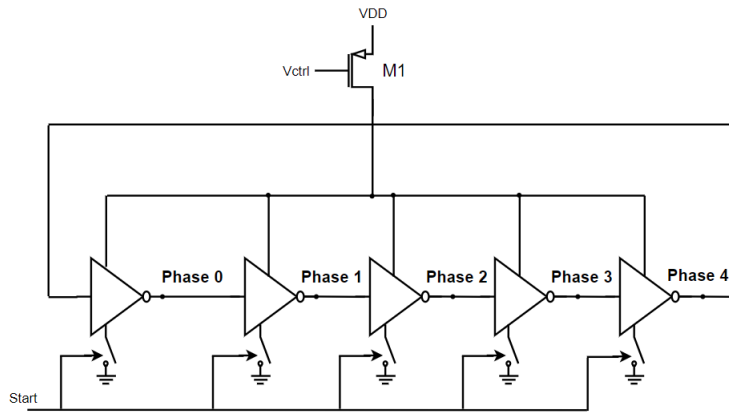 VDD
Vctrl
M1
Phase 0
Phase 1
Phase 2
Phase 3
Phase 4
Start